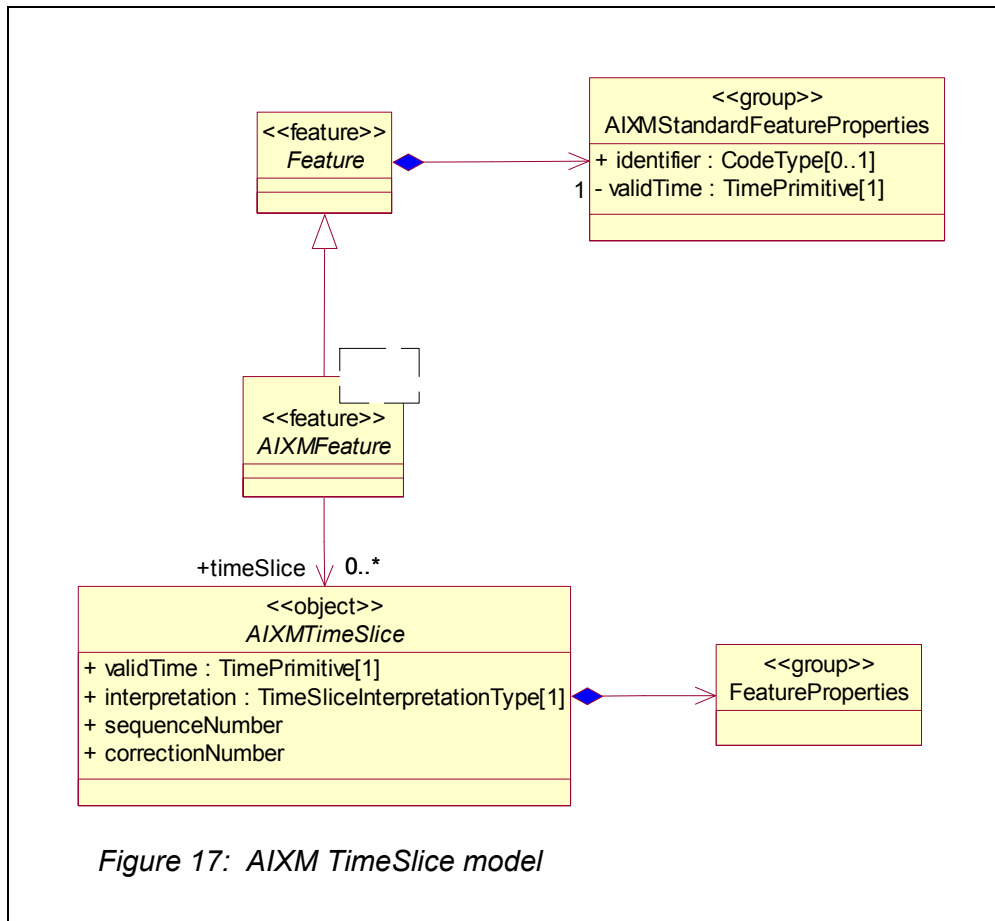 <<group>>
AIXMStandardFeatureProperties
+ identifier : CodeType[0..1]
- validTime : TimePrimitive[1]
<<feature>>
Feature
1
<<feature>>
AIXMFeature
+timeSlice 0..*
<<object>>
AIXMTimeSlice
+ validTime : TimePrimitive[1]
+ interpretation : TimeSliceInterpretationType[1]
+ sequenceNumber
+ correctionNumber
<<group>>
FeatureProperties
Figure 17: AIXM TimeSlice model